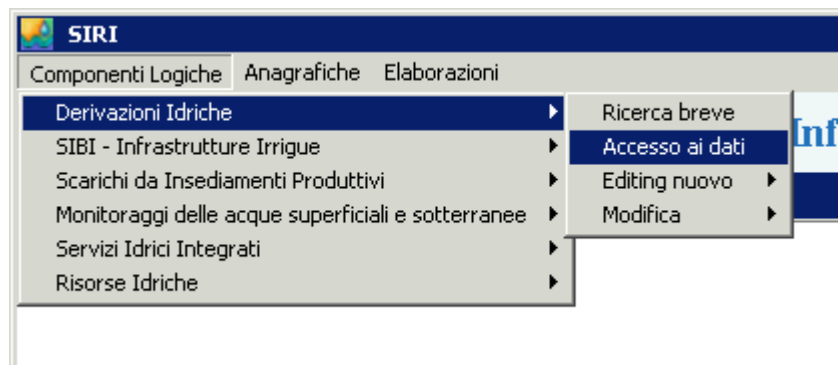 SIRI
Componenti Logiche Anagrafiche Elaborazioni
Derivazioni Idriche
SIBI - Infrastrutture Irrigue
Scarichi da Insediamenti Produttivi
Monitoraggi delle acque superficiali e sotterranee
Servizi Idrici Integrati
Risorse Idriche
Ricerca breve
Accesso ai dati
Editing nuovo
Modifica
Inf